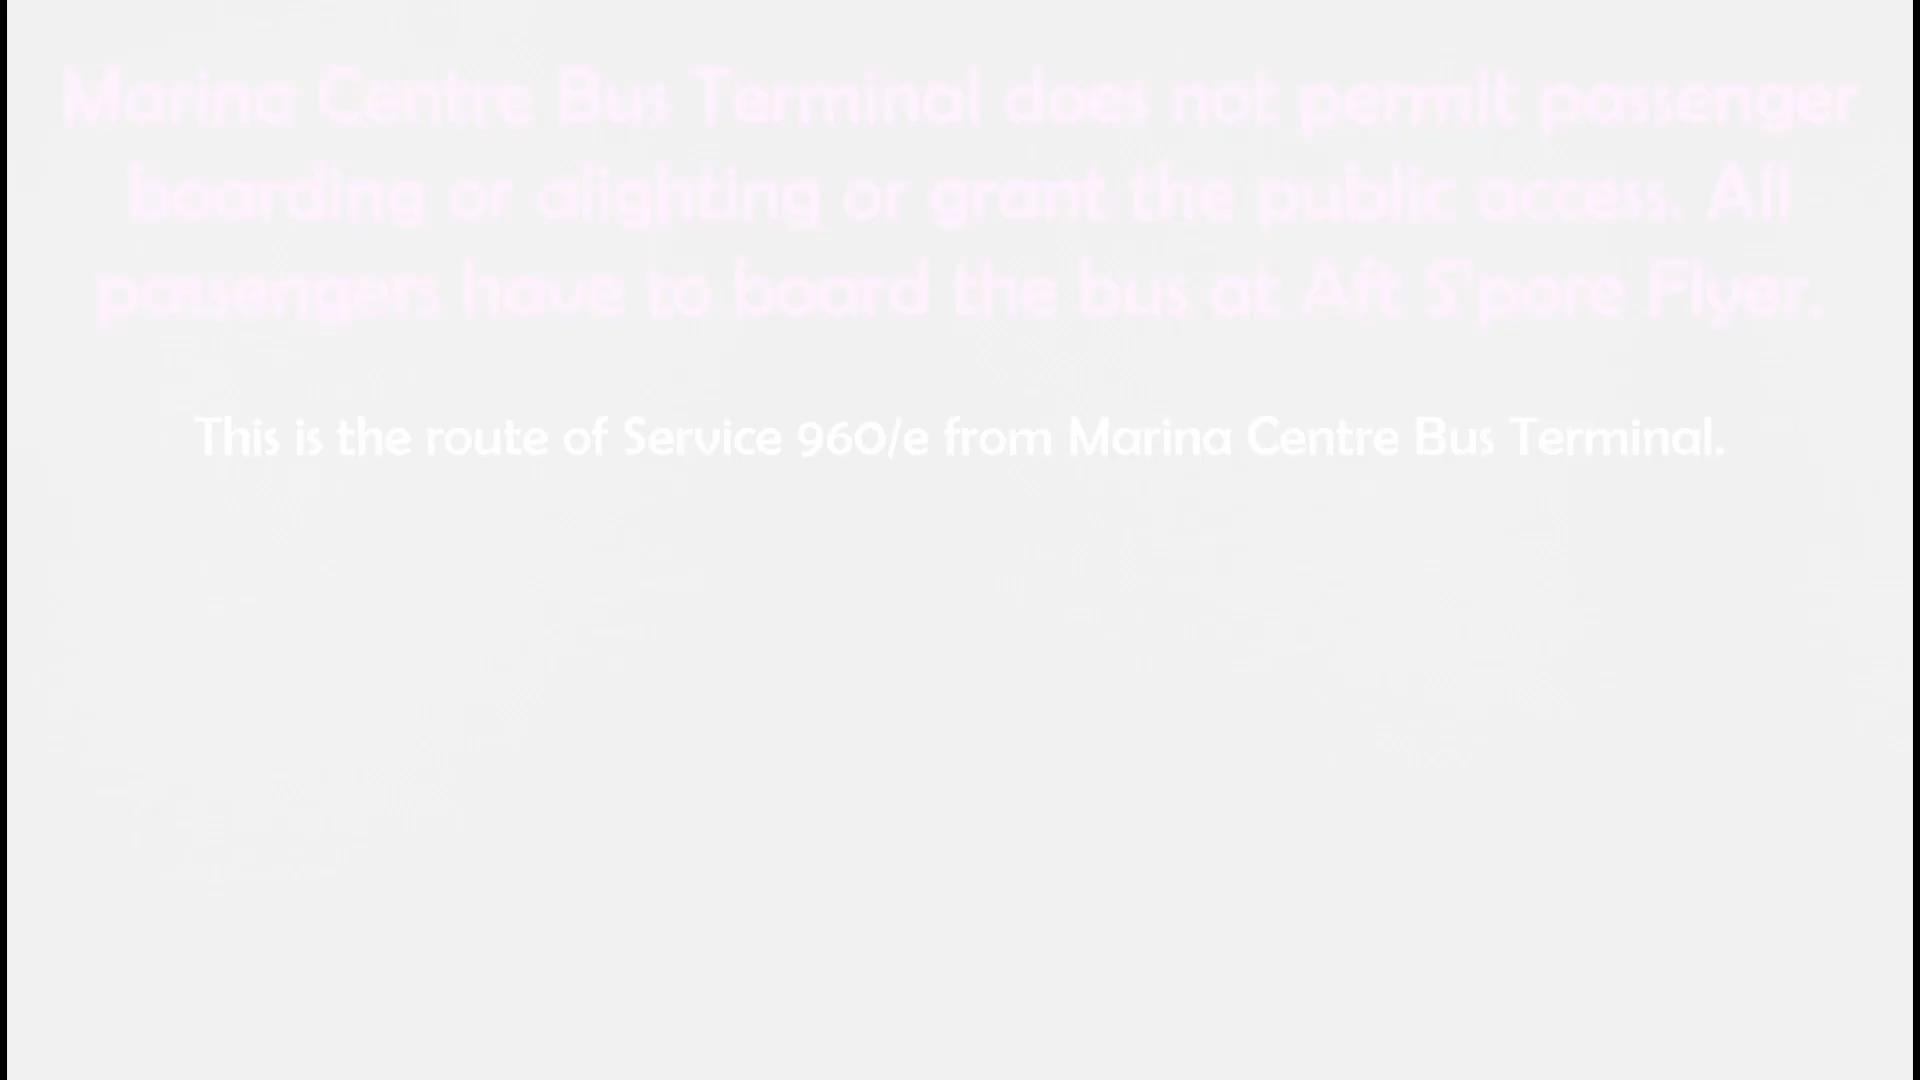 Marina Centre Bus Terminal does not permit passenger
boarding or alighting or grant the public access. All
passengers have to board the bus at Aft S'pore Flyer.
This is the route of Service 960/e from Marina Centre Bus Terminal.